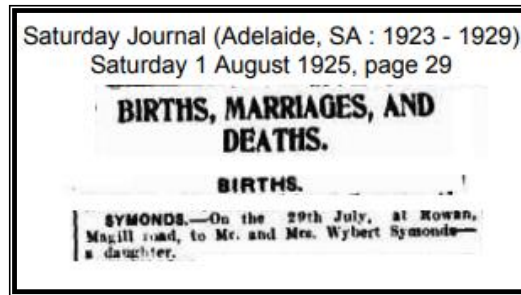 Saturday Journal (Adelaide, SA : 1923 - 1929)
Saturday 1 August 1925, page 29
BIRTHS, MARRIAGES, AND
DEATHS.
BIRTHS.
SYMONDS.—On the 29th July, at Rowan,
Magill road, to Mr. and Mrs. Wybert Symonds—
a daughter.